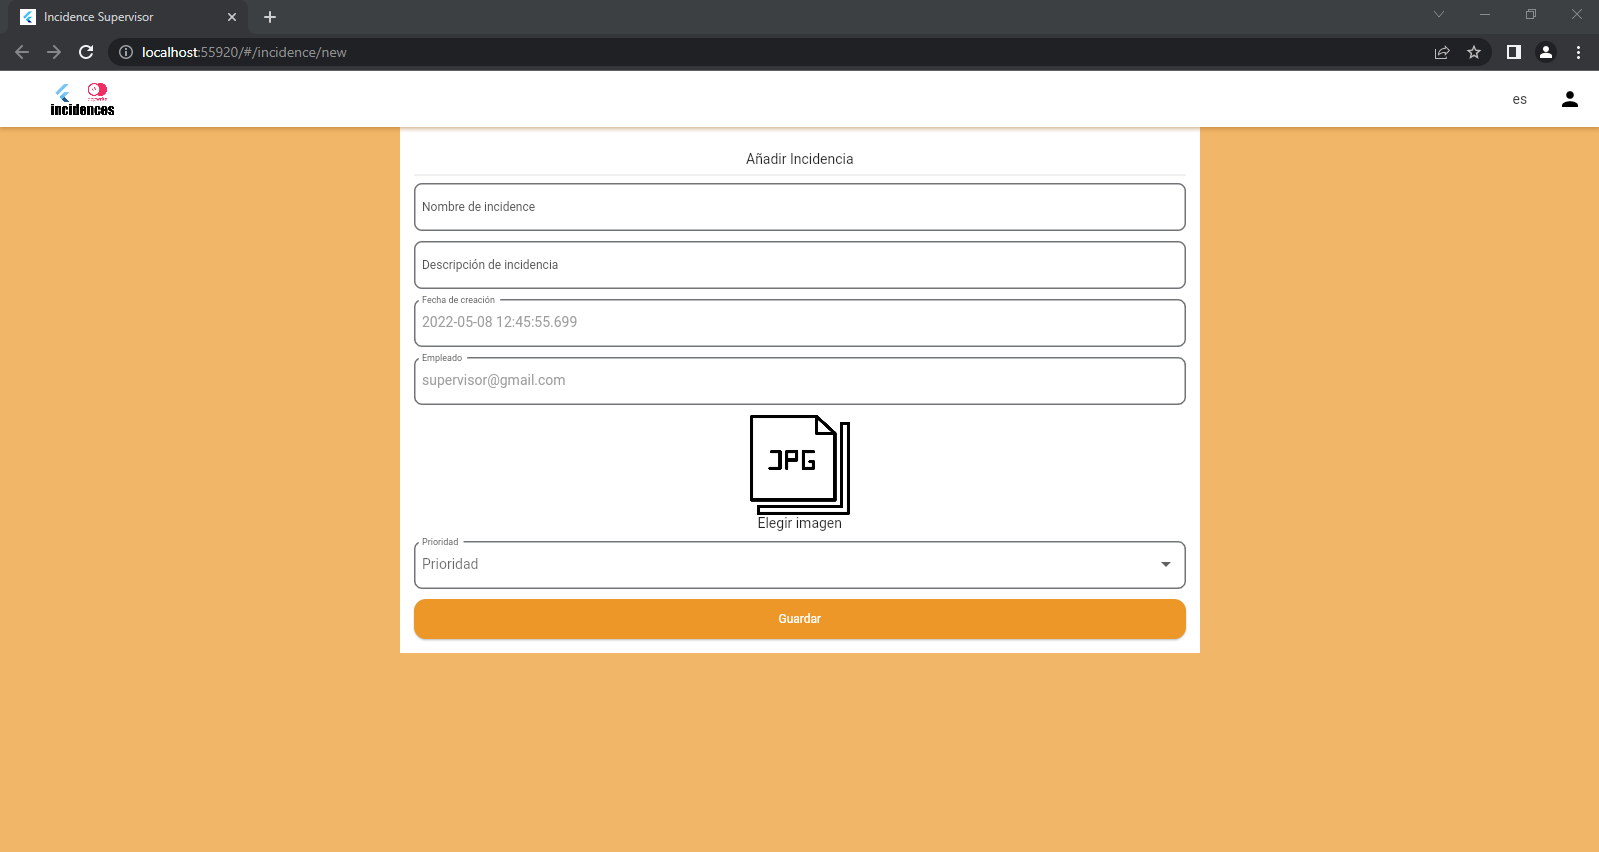 Incidence Supervisor
localhost:55920/#/incidence/new
incidences
es
Añadir Incidencia
Nombre de incidence
Descripción de incidencia
Fecha de creación
2022-05-08 12:45:55.699
Empleado
supervisor@gmail.com
JPG
Elegir imagen
Prioridad
Prioridad
Guardar